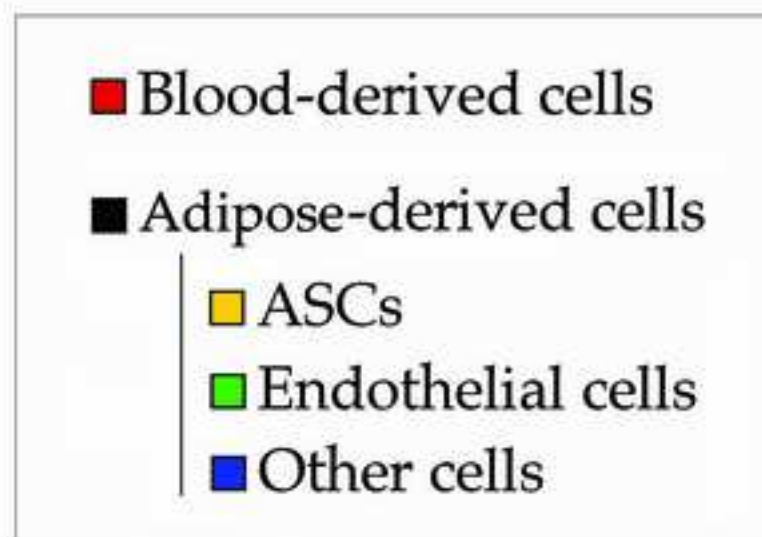 Blood-derived cells
Adipose-derived cells
ASCs
Endothelial cells
Other cells